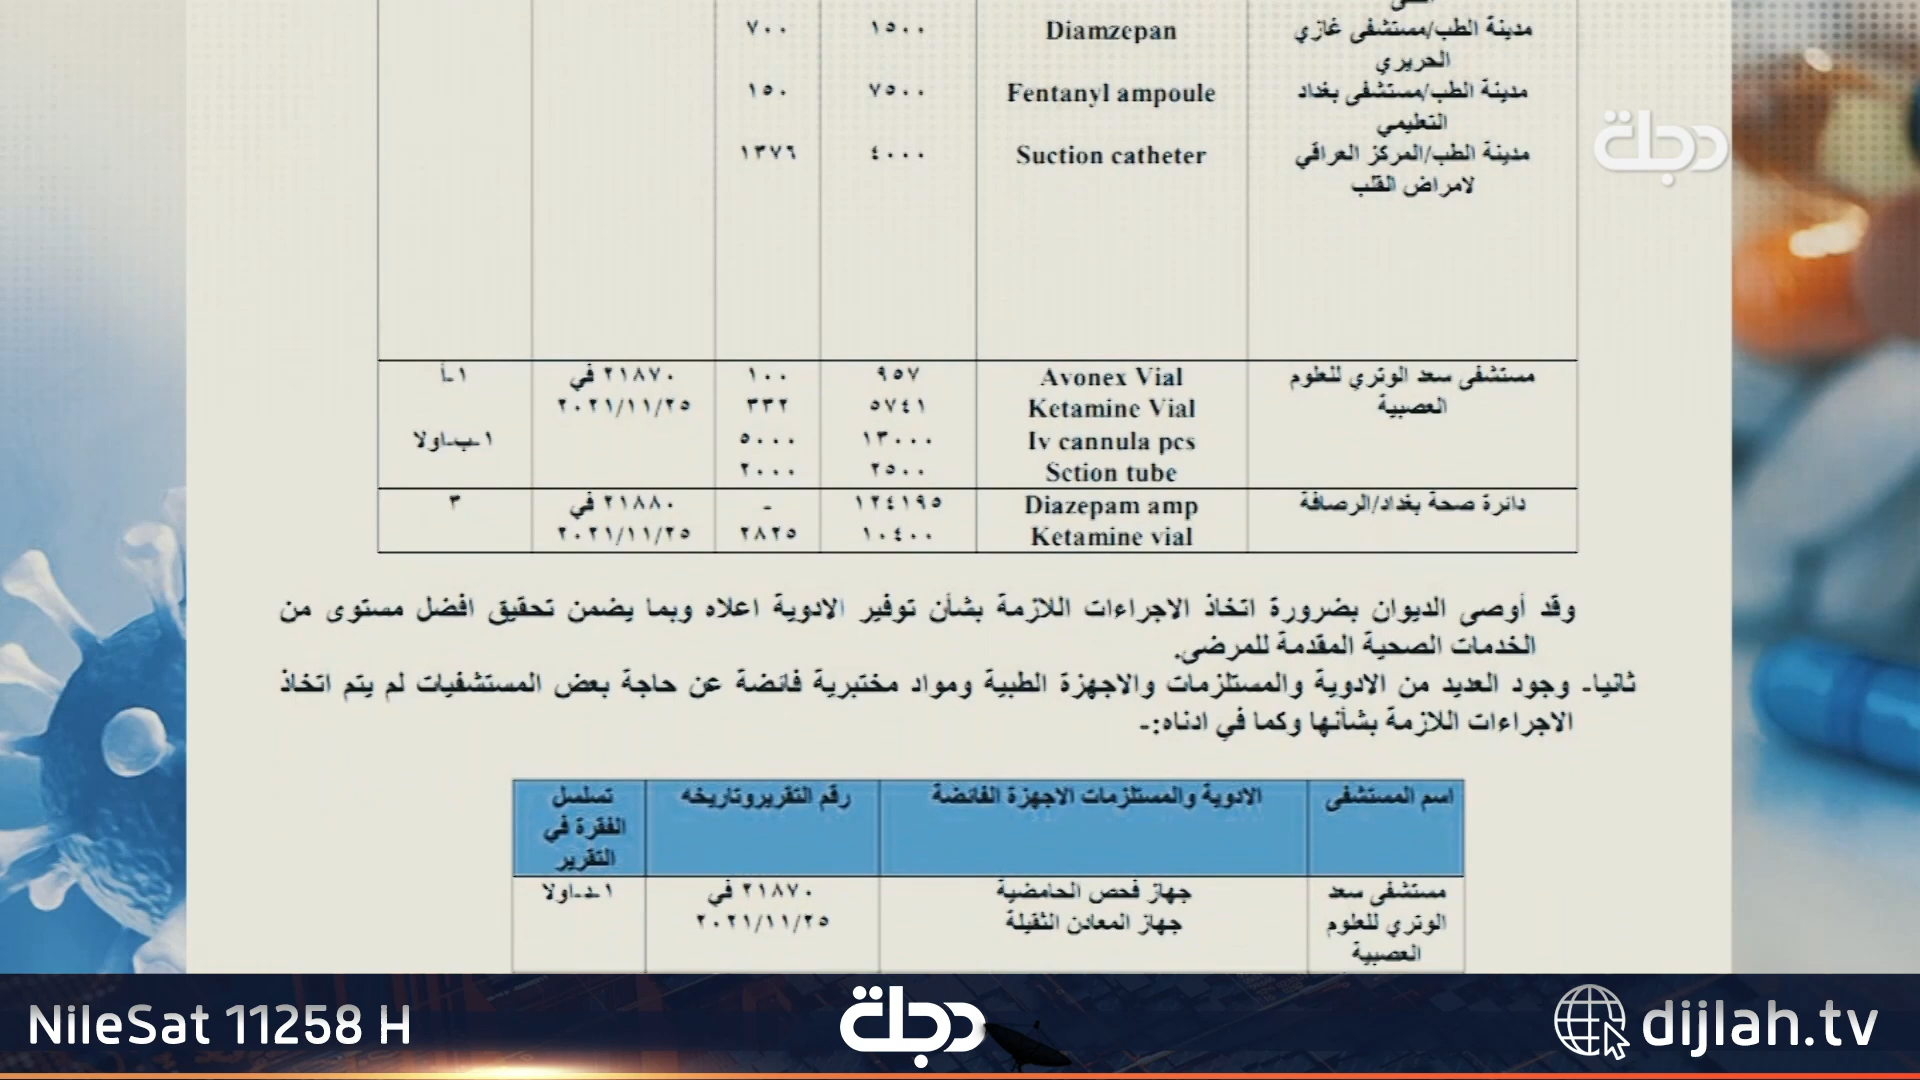 مدينة الطب/مستشفى غازي Diamzepan ١٥٠٠ ٧٠٠
الحريري
مدينة الطب/مستشفى بغداد Fentanyl ampoule ٧٥٠٠ ١٥٠
التعليمي
مدينة الطب/المركز العراقي Suction catheter ٤٠٠٠ ١٣٧٦
لامراض القلب
دجلة
مستشفى سعد الوتري للعلوم Avonex Vial ٩٥٧ ١٠٠ ٢١٨٧٠ في ١-أ
العصبية Ketamine Vial ٥٧٤١ ٣٣٢ ٢٠٢١/١١/٢٥
Iv cannula pcs ١٣٠٠٠ ٥٠٠٠ ١-ب-اولا
Sction tube ٢٥٠٠ ٢٠٠٠
دائرة صحة بغداد/الرصافة Diazepam amp ١٢٤١٩٥ - ٢١٨٨٠ في ٣
Ketamine vial ١٠٤٠٠ ٢٨٢٥ ٢٠٢١/١١/٢٥
وقد أوصى الديوان بضرورة اتخاذ الاجراءات اللازمة بشأن توفير الادوية اعلاه وبما يضمن تحقيق افضل مستوى من
الخدمات الصحية المقدمة للمرضى.
ثانيا- وجود العديد من الادوية والمستلزمات والاجهزة الطبية ومواد مختبرية فائضة عن حاجة بعض المستشفيات لم يتم اتخاذ
الاجراءات اللازمة بشأنها وكما في ادناه:-
اسم المستشفى الادوية والمستلزمات الاجهزة الفائضة رقم التقريروتاريخه تسلسل
الفقرة في
التقرير
مستشفى سعد جهاز فحص الحامضية ٢١٨٧٠ في ١-د-اولا
الوتري للعلوم جهاز المعادن الثقيلة ٢٠٢١/١١/٢٥
العصبية
NileSat 11258 H دجلة dijlah.tv